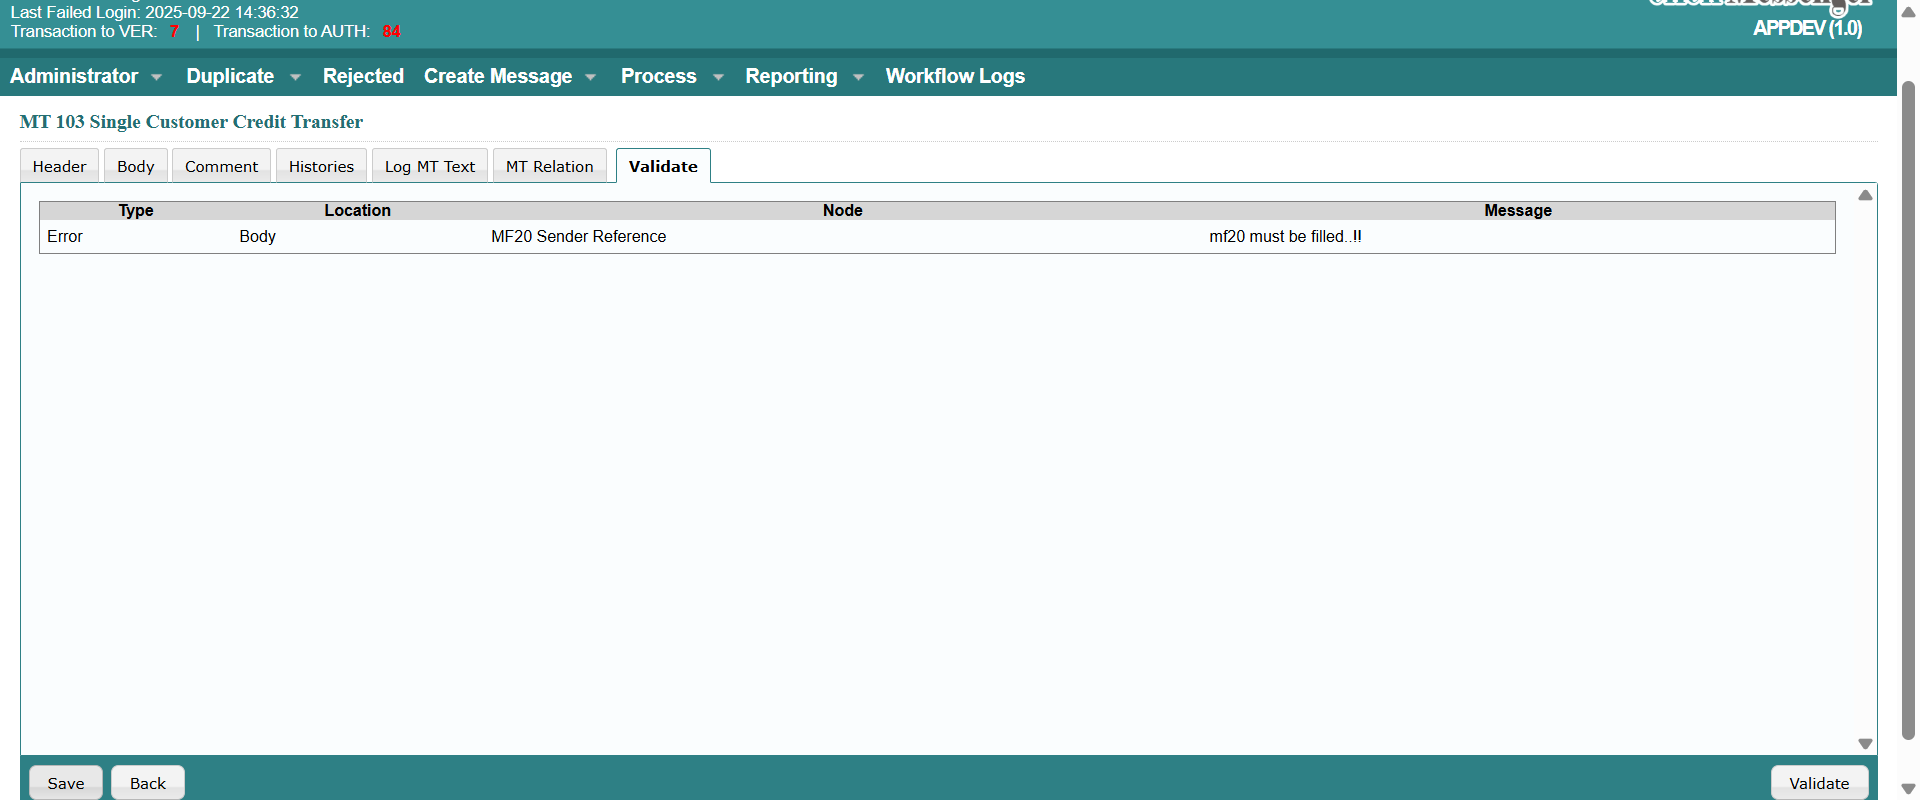 Last Failed Login: 2025-09-22 14:36:32
Transaction to VER: 7 | Transaction to AUTH: 84
APPDEV (1.0)
Administrator Duplicate Rejected Create Message Process Reporting Workflow Logs
MT 103 Single Customer Credit Transfer
Header Body Comment Histories Log MT Text MT Relation Validate
Type Location Node Message
Error Body MF20 Sender Reference mf20 must be filled..!!
Save Back Validate